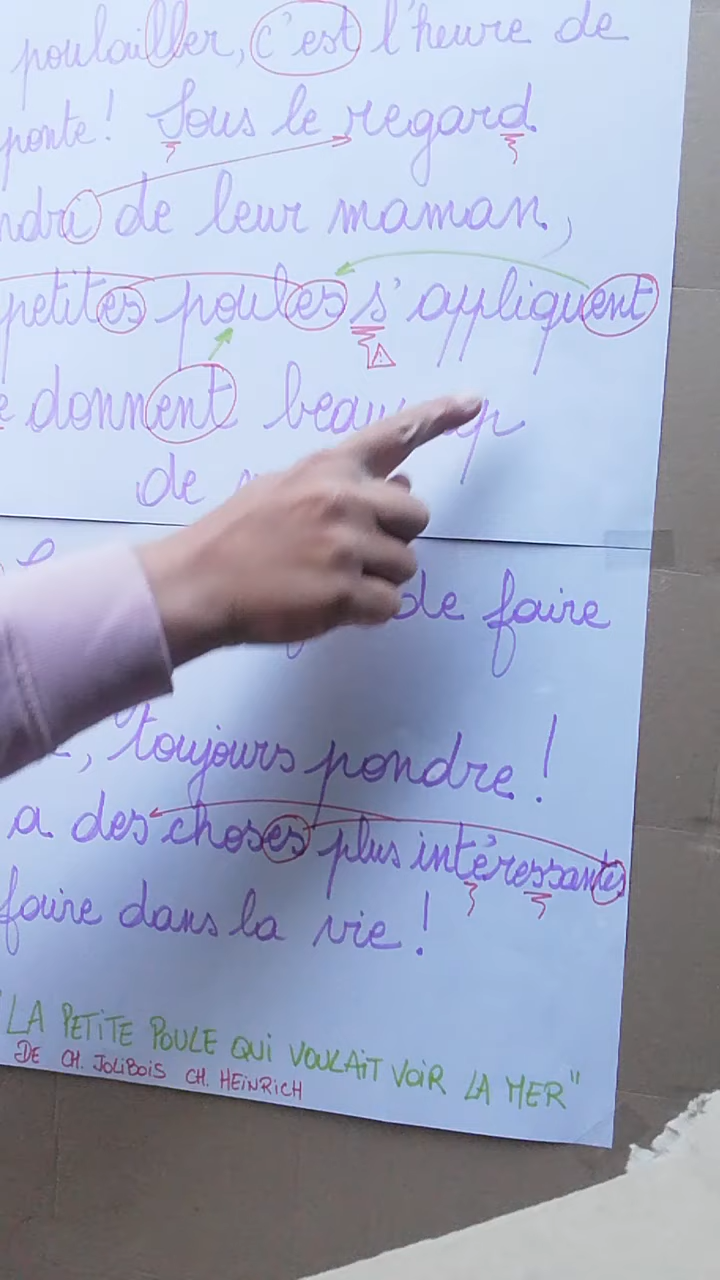 poulailler, c'est l'heure de
ponte! Sous le regard
ndri de leur maman,
petites poules s'appliquent
e donnent
de
de faire
, toujours pondre!
a des choses plus intéressantes
faire dans la vie!
"LA PETITE POULE QUI VOULAIT VOIR LA MER"
DE CH. JOLIBOIS CH. HEINRICH